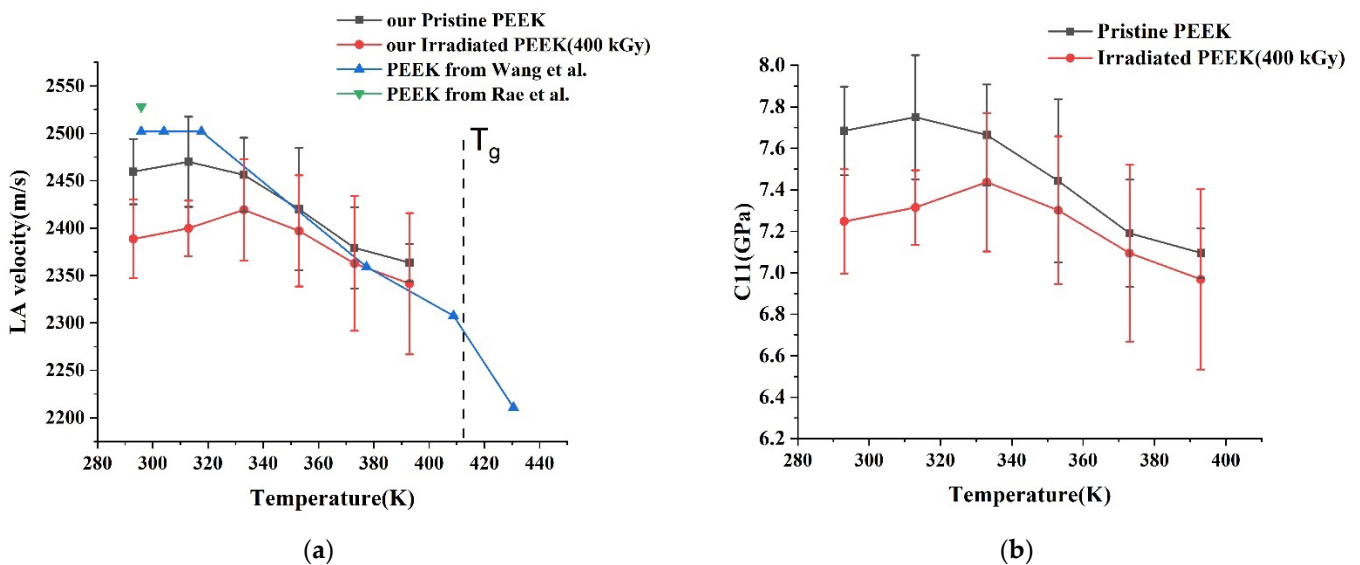 our Pristine PEEK
our Irradiated PEEK(400 kGy)
PEEK from Wang et al.
PEEK from Rae et al.
2550
2500
2450
2400
2350
2300
2250
2200
LA velocity(m/s)
Tg
280 300 320 340 360 380 400 420 440
Temperature(K)
(a)
Pristine PEEK
Irradiated PEEK(400 kGy)
8.0
7.8
7.6
7.4
7.2
7.0
6.8
6.6
6.4
6.2
C11(GPa)
280 300 320 340 360 380 400
Temperature(K)
(b)